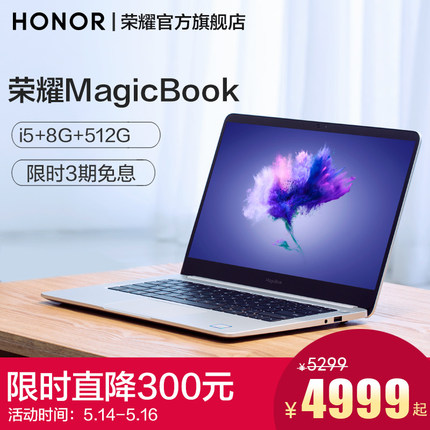 HONOR | 荣耀官方旗舰店
荣耀MagicBook
i5+8G+512G
限时3期免息
限时直降300元
活动时间：5.14-5.16
¥5299
¥4999起